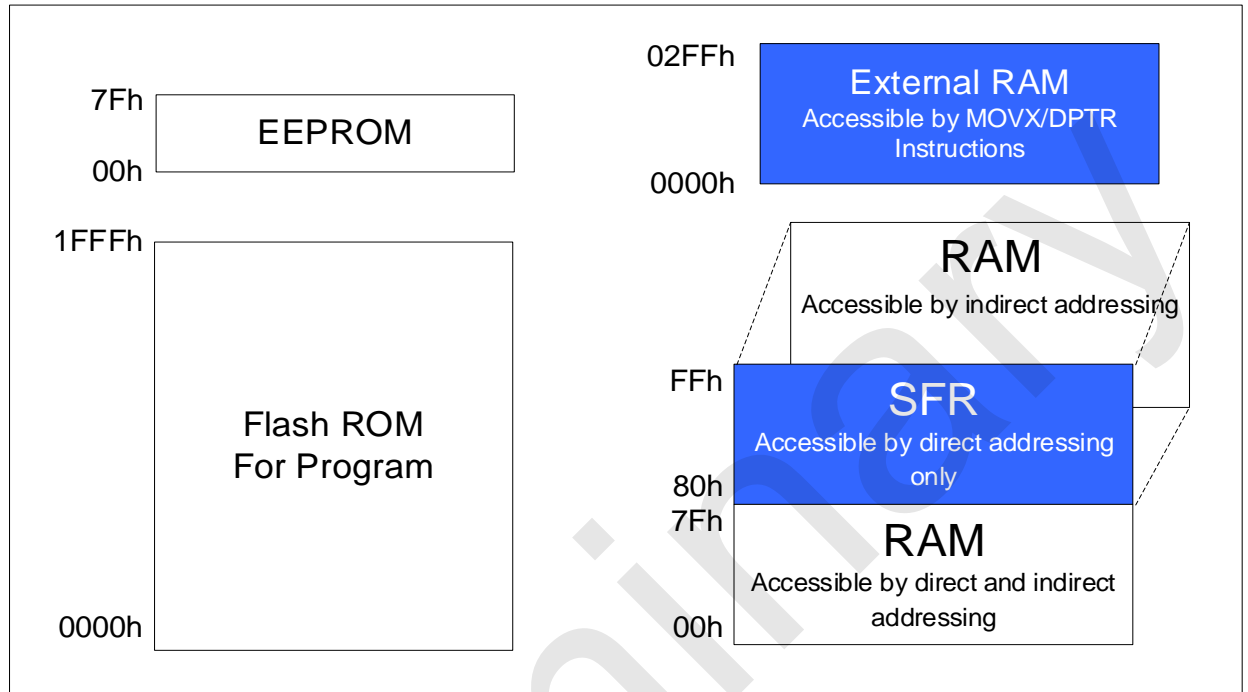 7Fh
EEPROM
00h
1FFFh
Flash ROM
For Program
0000h
02FFh
External RAM
Accessible by MOVX/DPTR
Instructions
0000h
RAM
Accessible by indirect addressing
FFh
SFR
Accessible by direct addressing
only
80h
7Fh
RAM
Accessible by direct and indirect
addressing
00h